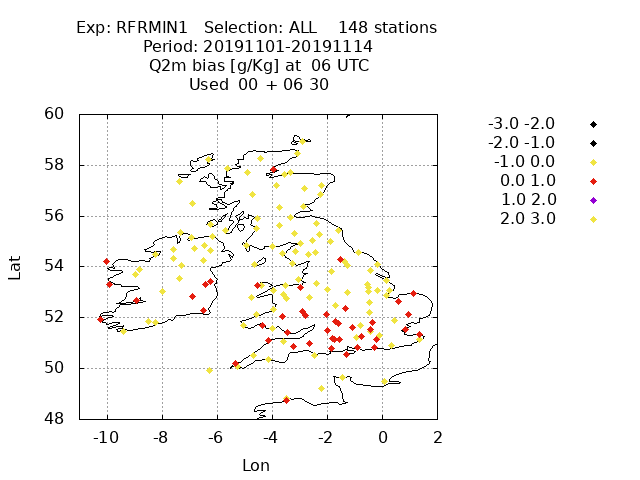 Exp: RFRMIN1   Selection: ALL    148 stations
Period: 20191101-20191114
Q2m bias [g/Kg] at  06 UTC
Used  00 + 06 30
-3.0 -2.0
-2.0 -1.0
-1.0 0.0
0.0 1.0
1.0 2.0
2.0 3.0
60
58
56
54
52
50
48
Lat
-10 -8 -6 -4 -2 0 2
Lon